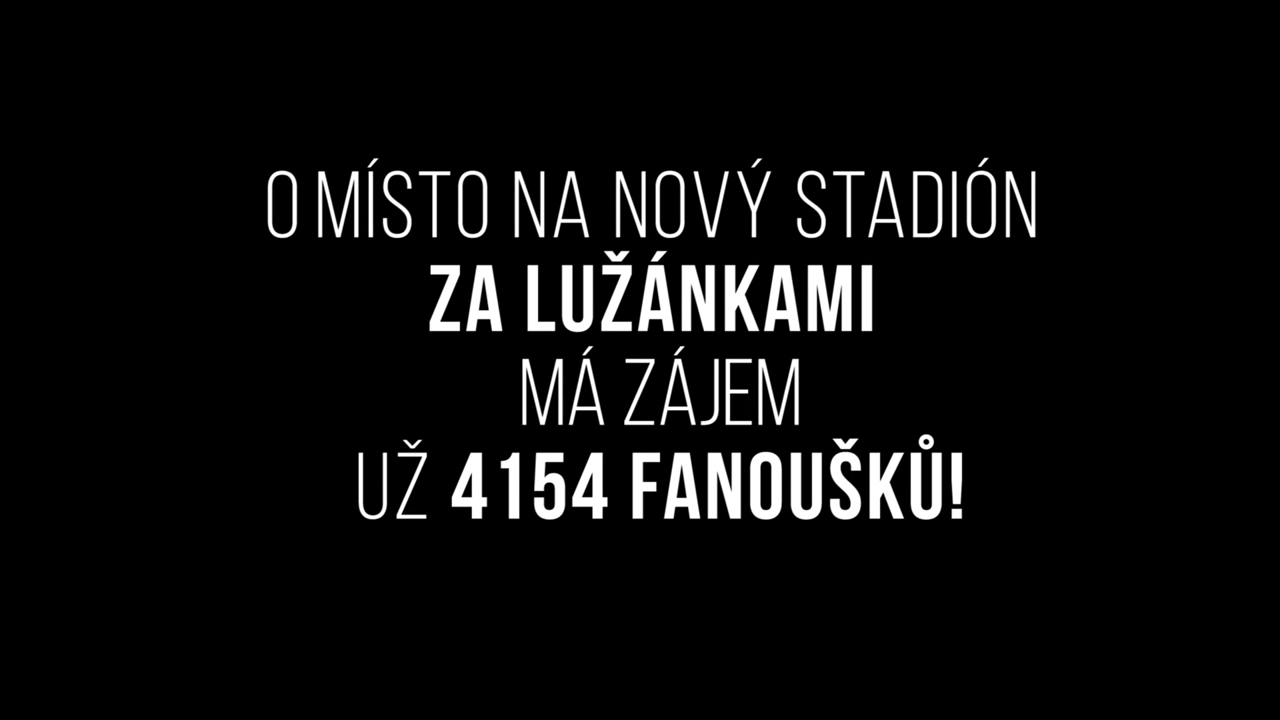 O MÍSTO NA NOVÝ STADIÓN
ZA LUŽÁNKAMI
MÁ ZÁJEM
UŽ 4154 FANOUŠKŮ!